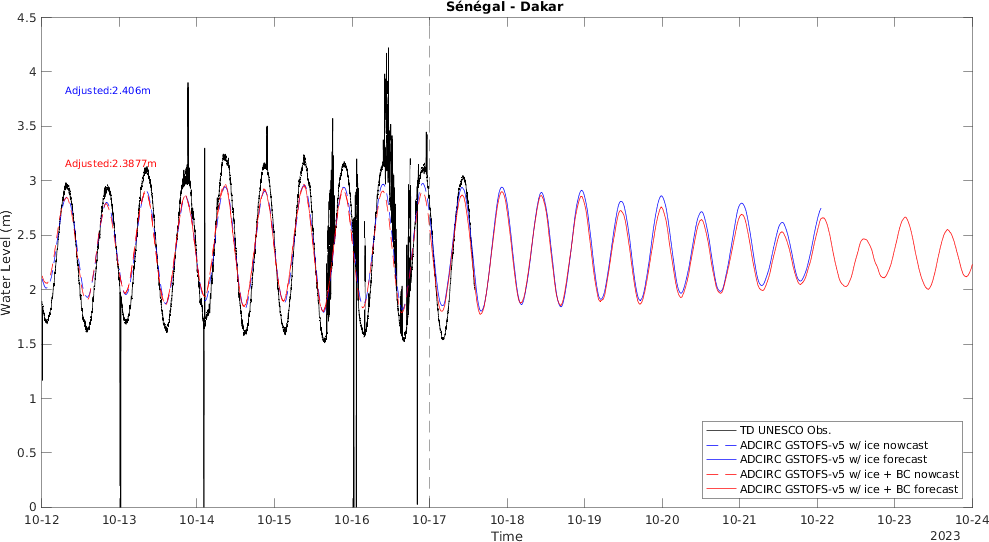 Sénégal - Dakar
4.5
4
3.5
3
2.5
2
1.5
1
0.5
0
Water Level (m)
Adjusted:2.406m
Adjusted:2.3877m
TD UNESCO Obs.
ADCIRC GSTOFS-v5 w/ ice nowcast
ADCIRC GSTOFS-v5 w/ ice forecast
ADCIRC GSTOFS-v5 w/ ice + BC nowcast
ADCIRC GSTOFS-v5 w/ ice + BC forecast
10-12 10-13 10-14 10-15 10-16 10-17 10-18 10-19 10-20 10-21 10-22 10-23 10-24
Time
2023